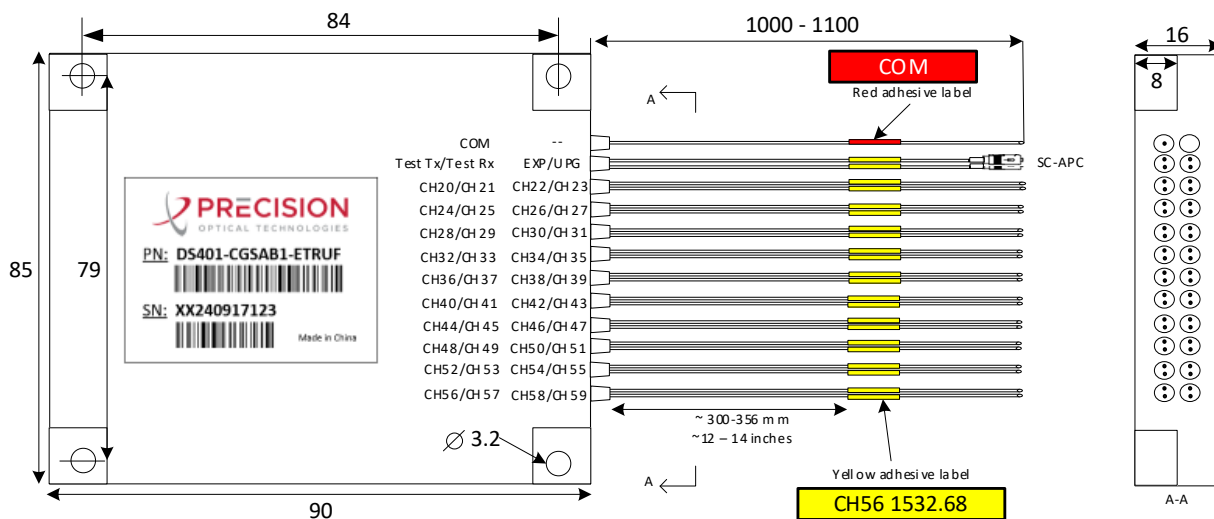 84
1000 - 1100
16
8
COM
Red adhesive label
A
COM --
Test Tx/Test Rx EXP/UPG
SC-APC
CH20/CH21 CH22/CH23
CH24/CH25 CH26/CH27
CH28/CH29 CH30/CH31
CH32/CH33 CH34/CH35
CH36/CH37 CH38/CH39
CH40/CH41 CH42/CH43
CH44/CH45 CH46/CH47
CH48/CH49 CH50/CH51
CH52/CH53 CH54/CH55
CH56/CH57 CH58/CH59
PRECISION
OPTICAL TECHNOLOGIES
PN: DS401-CGSAB1-ETRUF
SN: XX240917123
Made in China
85
79
~ 300-356 mm
~12 – 14 inches
⌀ 3.2
A
Yellow adhesive label
CH56 1532.68
90
A-A